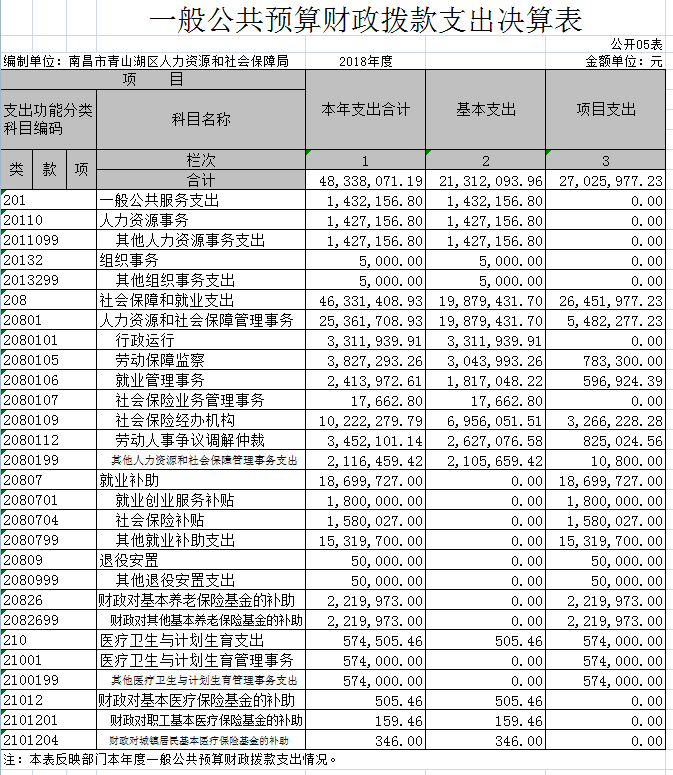 一般公共预算财政拨款支出决算表
公开05表
编制单位：南昌市青山湖区人力资源和社会保障局 2018年度 金额单位：元
项 目 本年支出合计 基本支出 项目支出
支出功能分类科目编码 科目名称
类 款 项 栏次 1 2 3
合计 48,338,071.19 21,312,093.96 27,025,977.23
201 一般公共服务支出 1,432,156.80 1,432,156.80 0.00
20110 人力资源事务 1,427,156.80 1,427,156.80 0.00
2011099 其他人力资源事务支出 1,427,156.80 1,427,156.80 0.00
20132 组织事务 5,000.00 5,000.00 0.00
2013299 其他组织事务支出 5,000.00 5,000.00 0.00
208 社会保障和就业支出 46,331,408.93 19,879,431.70 26,451,977.23
20801 人力资源和社会保障管理事务 25,361,708.93 19,879,431.70 5,482,277.23
2080101 行政运行 3,311,939.91 3,311,939.91 0.00
2080105 劳动保障监察 3,827,293.26 3,043,993.26 783,300.00
2080106 就业管理事务 2,413,972.61 1,817,048.22 596,924.39
2080107 社会保险业务管理事务 17,662.80 17,662.80 0.00
2080109 社会保险经办机构 10,222,279.79 6,956,051.51 3,266,228.28
2080112 劳动人事争议调解仲裁 3,452,101.14 2,627,076.58 825,024.56
2080199 其他人力资源和社会保障管理事务支出 2,116,459.42 2,105,659.42 10,800.00
20807 就业补助 18,699,727.00 0.00 18,699,727.00
2080701 就业创业服务补贴 1,800,000.00 0.00 1,800,000.00
2080704 社会保险补贴 1,580,027.00 0.00 1,580,027.00
2080799 其他就业补助支出 15,319,700.00 0.00 15,319,700.00
20809 退役安置 50,000.00 0.00 50,000.00
2080999 其他退役安置支出 50,000.00 0.00 50,000.00
20826 财政对基本养老保险基金的补助 2,219,973.00 0.00 2,219,973.00
2082699 财政对其他基本养老保险基金的补助 2,219,973.00 0.00 2,219,973.00
210 医疗卫生与计划生育支出 574,505.46 505.46 574,000.00
21001 医疗卫生与计划生育管理事务 574,000.00 0.00 574,000.00
2100199 其他医疗卫生与计划生育管理事务支出 574,000.00 0.00 574,000.00
21012 财政对基本医疗保险基金的补助 505.46 505.46 0.00
2101201 财政对职工基本医疗保险基金的补助 159.46 159.46 0.00
2101204 财政对城镇居民基本医疗保险基金的补助 346.00 346.00 0.00
注：本表反映部门本年度一般公共预算财政拨款支出情况。